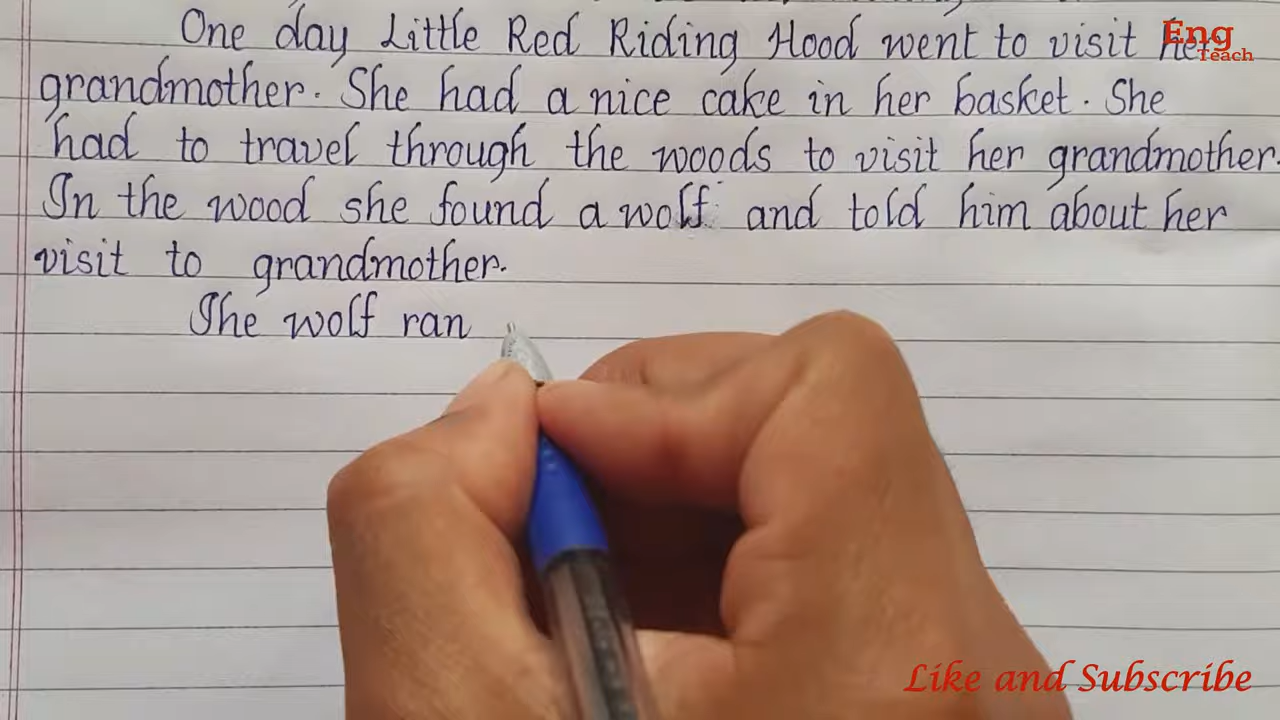 One day Little Red Riding Hood went to visit her
grandmother. She had a nice cake in her basket. She
had to travel through the woods to visit her grandmother.
In the wood she found a wolf and told him about her
visit to grandmother.
The wolf ran
Eng
Teach
Like and Subscribe